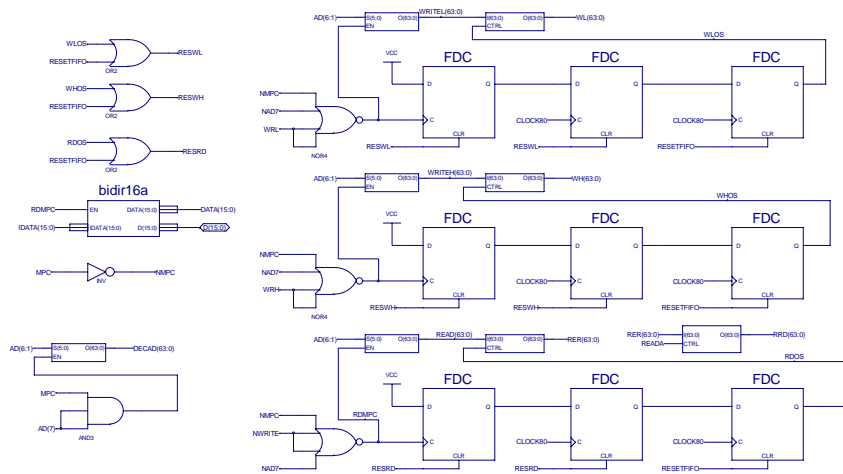 AD(6:1) S(5:0) O(63:0) WRITEL(63:0) I(63:0) O(63:0) WL(63:0)
EN CTRL
WLOS
WLOS RESWL
RESETFIFO
OR2
VCC FDC FDC FDC
D Q D Q D Q
NMPC
NAD7
WRL
NOR4
C CLOCK80 C CLOCK80 C
CLR CLR CLR
RESWL RESWL RESETFIFO
WHOS RESWH
RESETFIFO
OR2
RDOS RESRD
RESETFIFO
OR2
AD(6:1) S(5:0) O(63:0) WRITEH(63:0) I(63:0) O(63:0) WH(63:0)
EN CTRL
WHOS
bidir16a
RDMPC EN DATA(15:0) DATA(15:0)
IDATA(15:0) IDATA(15:0) D(15:0) D(15:0)
VCC FDC FDC FDC
D Q D Q D Q
NMPC
NAD7
WRH
NOR4
C CLOCK80 C CLOCK80 C
CLR CLR CLR
RESWH RESWH RESETFIFO
MPC NMPC
INV
AD(6:1) S(5:0) O(63:0) READ(63:0) I(63:0) O(63:0) RER(63:0)
EN CTRL
RER(63:0) I(63:0) O(63:0) RRD(63:0)
READA CTRL
RDOS
AD(6:1) S(5:0) O(63:0) DECAD(63:0)
EN
VCC FDC FDC FDC
D Q D Q D Q
MPC
AD(7)
AND3
NMPC RDMPC
NWRITE
NAD7
NOR4
C CLOCK80 C CLOCK80 C
CLR CLR CLR
RESRD RESRD RESETFIFO